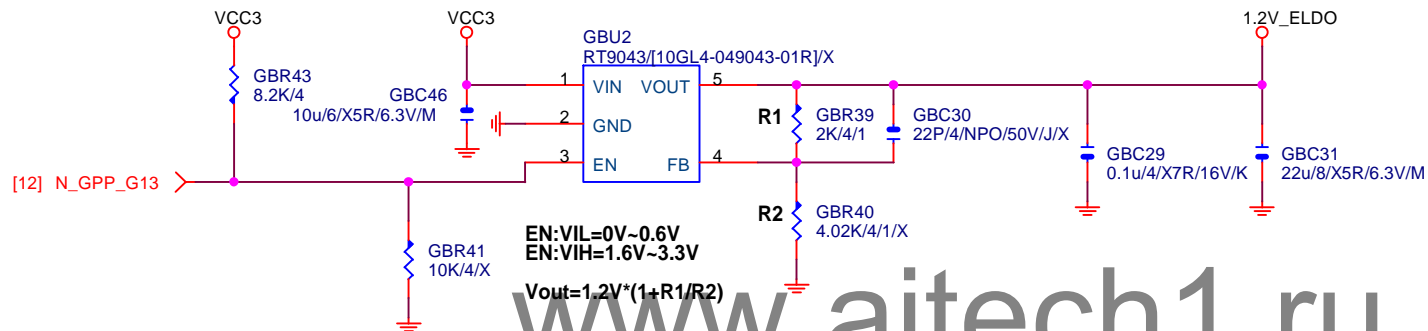 VCC3
VCC3
1.2V_ELDO
GBU2
RT9043/[10GL4-049043-01R]/X
GBR43
8.2K/4
GBC46
10u/6/X5R/6.3V/M
1 VIN VOUT 5
2 GND
3 EN FB 4
R1
GBR39
2K/4/1
GBC30
22P/4/NPO/50V/J/X
GBC29
0.1u/4/X7R/16V/K
GBC31
22u/8/X5R/6.3V/M
[12] N_GPP_G13
R2
GBR40
4.02K/4/1/X
GBR41
10K/4/X
EN:VIL=0V~0.6V
EN:VIH=1.6V~3.3V
Vout=1.2V*(1+R1/R2)
www.aitech1.ru